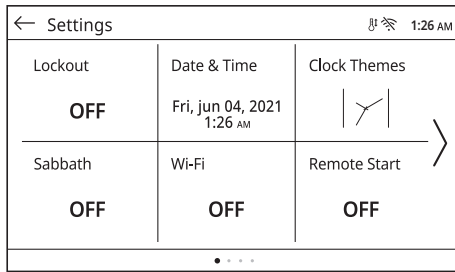 Settings
1:26 AM
Lockout
OFF
Date & Time
Fri, jun 04, 2021
1:26 AM
Clock Themes
Sabbath
OFF
Wi-Fi
OFF
Remote Start
OFF